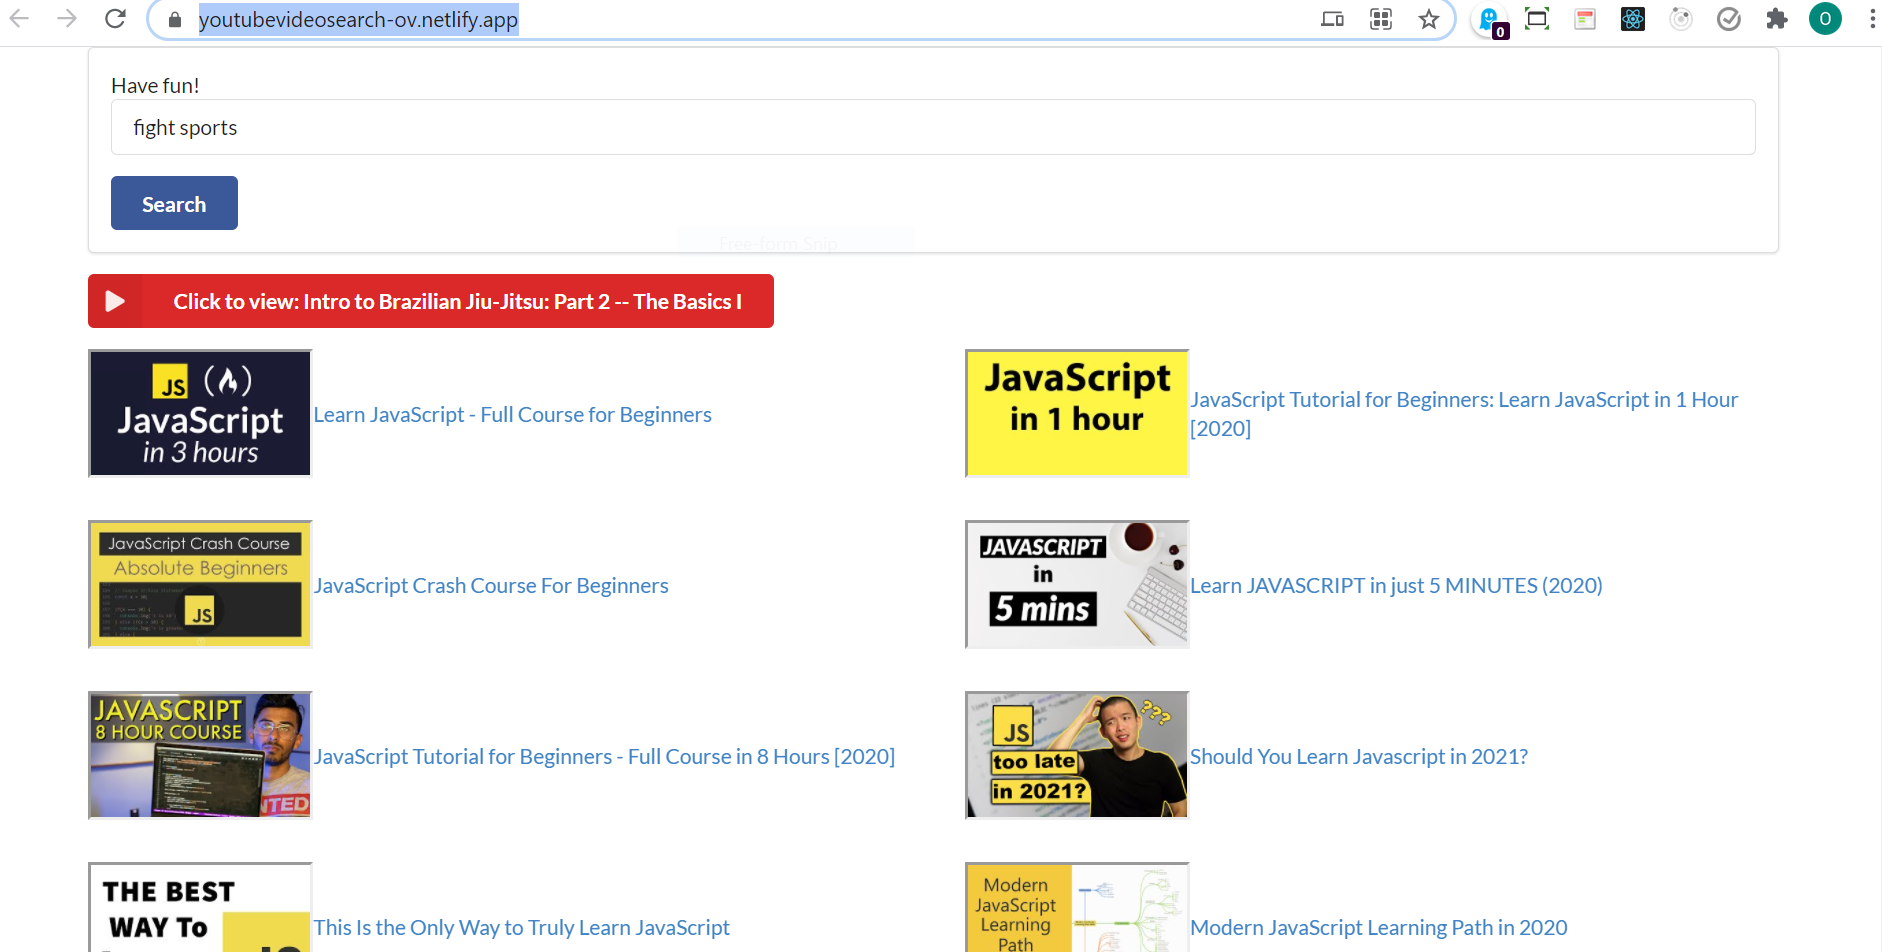 youtubevideosearch-ov.netlify.app
0
O
Have fun!
fight sports
Search
Free-form Snip
Click to view: Intro to Brazilian Jiu-Jitsu: Part 2 -- The Basics I
JS
JavaScript
in 3 hours
Learn JavaScript - Full Course for Beginners
JavaScript
in 1 hour
JavaScript Tutorial for Beginners: Learn JavaScript in 1 Hour
[2020]
JavaScript Crash Course
Absolute Beginners
JS
JavaScript Crash Course For Beginners
JAVASCRIPT
in
5 mins
Learn JAVASCRIPT in just 5 MINUTES (2020)
JAVASCRIPT
8 HOUR COURSE
JavaScript Tutorial for Beginners - Full Course in 8 Hours [2020]
???
JS
too late
in 2021?
Should You Learn Javascript in 2021?
THE BEST
WAY To
JS
This Is the Only Way to Truly Learn JavaScript
Modern
JavaScript
Learning
Path
Modern JavaScript Learning Path in 2020